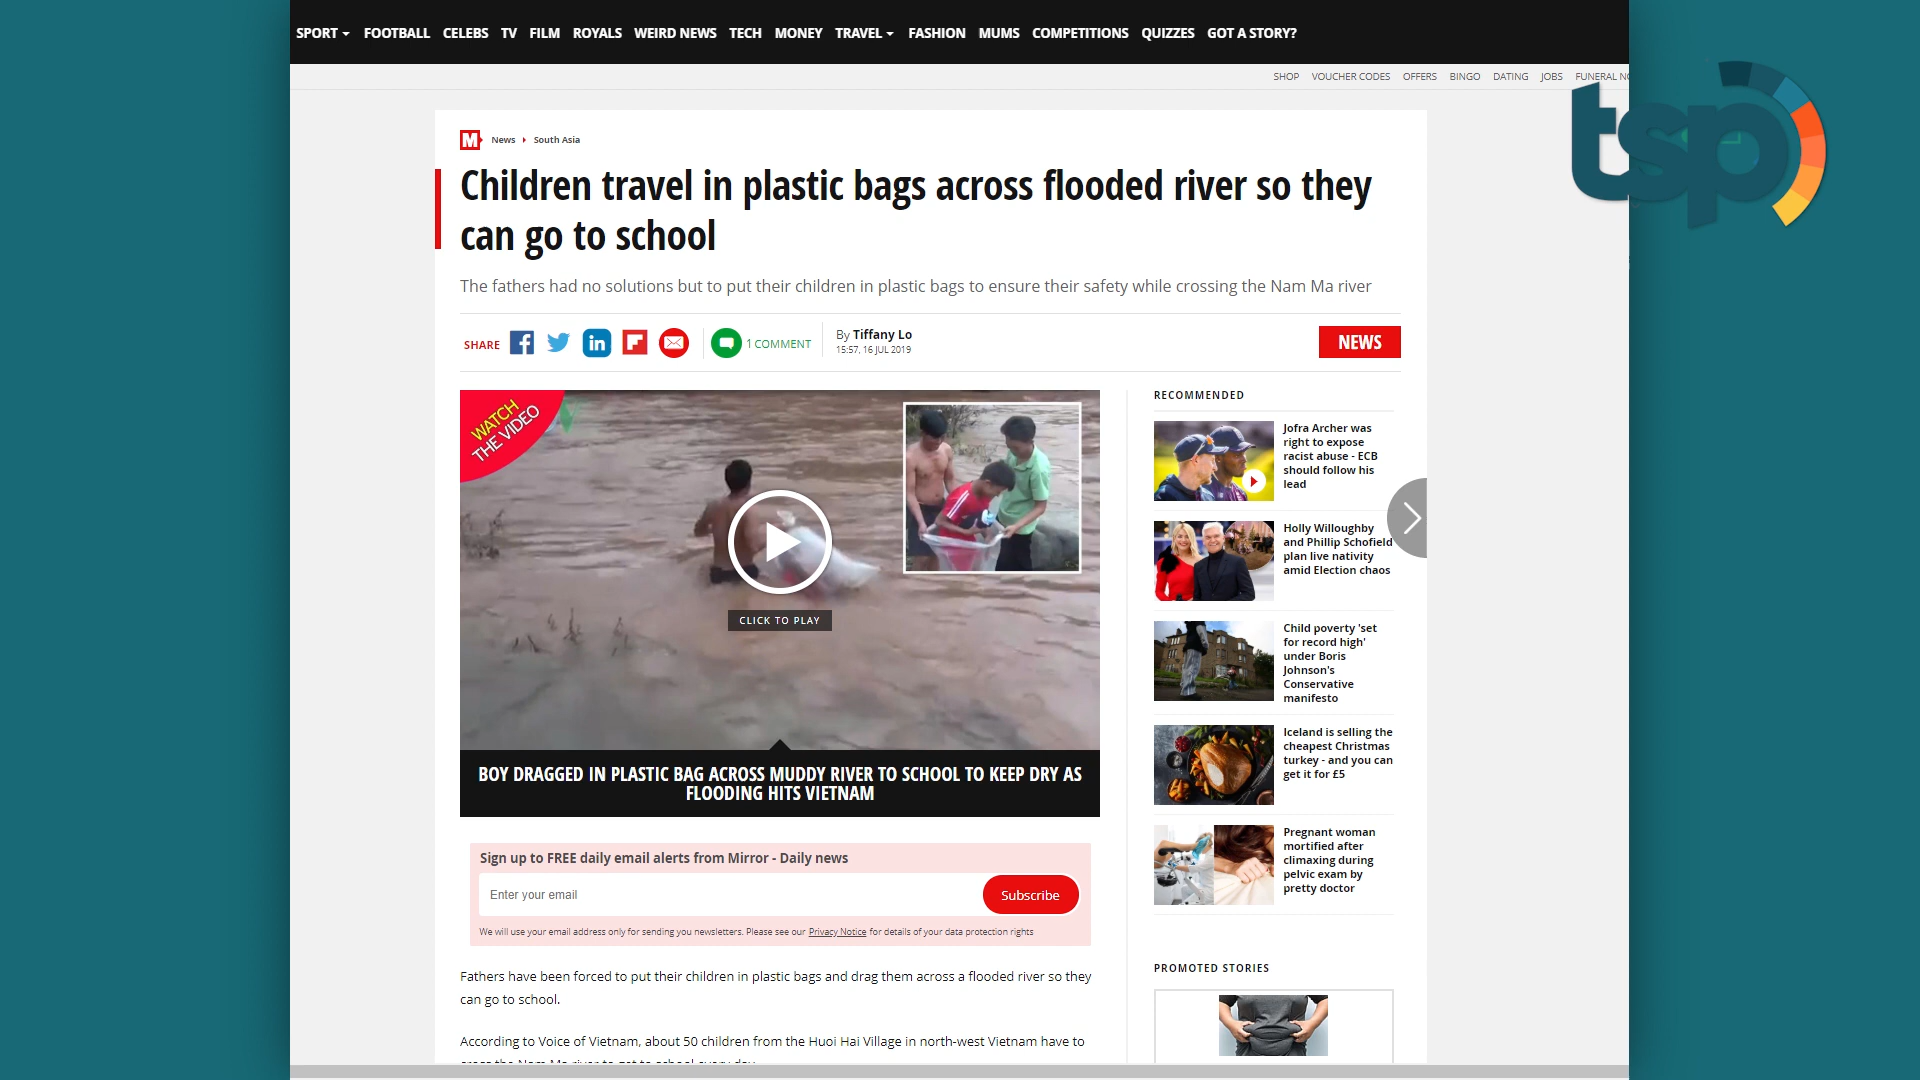 SPORT FOOTBALL CELEBS TV FILM ROYALS WEIRD NEWS TECH MONEY TRAVEL FASHION MUMS COMPETITIONS QUIZZES GOT A STORY?
SHOP VOUCHER CODES OFFERS BINGO DATING JOBS FUNERAL
tsp
M News South Asia
Children travel in plastic bags across flooded river so they
can go to school
The fathers had no solutions but to put their children in plastic bags to ensure their safety while crossing the Nam Ma river
SHARE 1 COMMENT
By Tiffany Lo
15:57, 16 JUL 2019
NEWS
WATCH
THE VIDEO
CLICK TO PLAY
BOY DRAGGED IN PLASTIC BAG ACROSS MUDDY RIVER TO SCHOOL TO KEEP DRY AS
FLOODING HITS VIETNAM
Sign up to FREE daily email alerts from Mirror - Daily news
Enter your email
Subscribe
We will use your email address only for sending you newsletters. Please see our Privacy Notice for details of your data protection rights
Fathers have been forced to put their children in plastic bags and drag them across a flooded river so they
can go to school.
According to Voice of Vietnam, about 50 children from the Huoi Hai Village in north-west Vietnam have to
cross the Nam Ma river to get to school every day.
RECOMMENDED
Jofra Archer was
right to expose
racist abuse - ECB
should follow his
lead
Holly Willoughby
and Phillip Schofield
plan live nativity
amid Election chaos
Child poverty 'set
for record high'
under Boris
Johnson's
Conservative
manifesto
Iceland is selling the
cheapest Christmas
turkey - and you can
get it for £5
Pregnant woman
mortified after
climaxing during
pelvic exam by
pretty doctor
PROMOTED STORIES